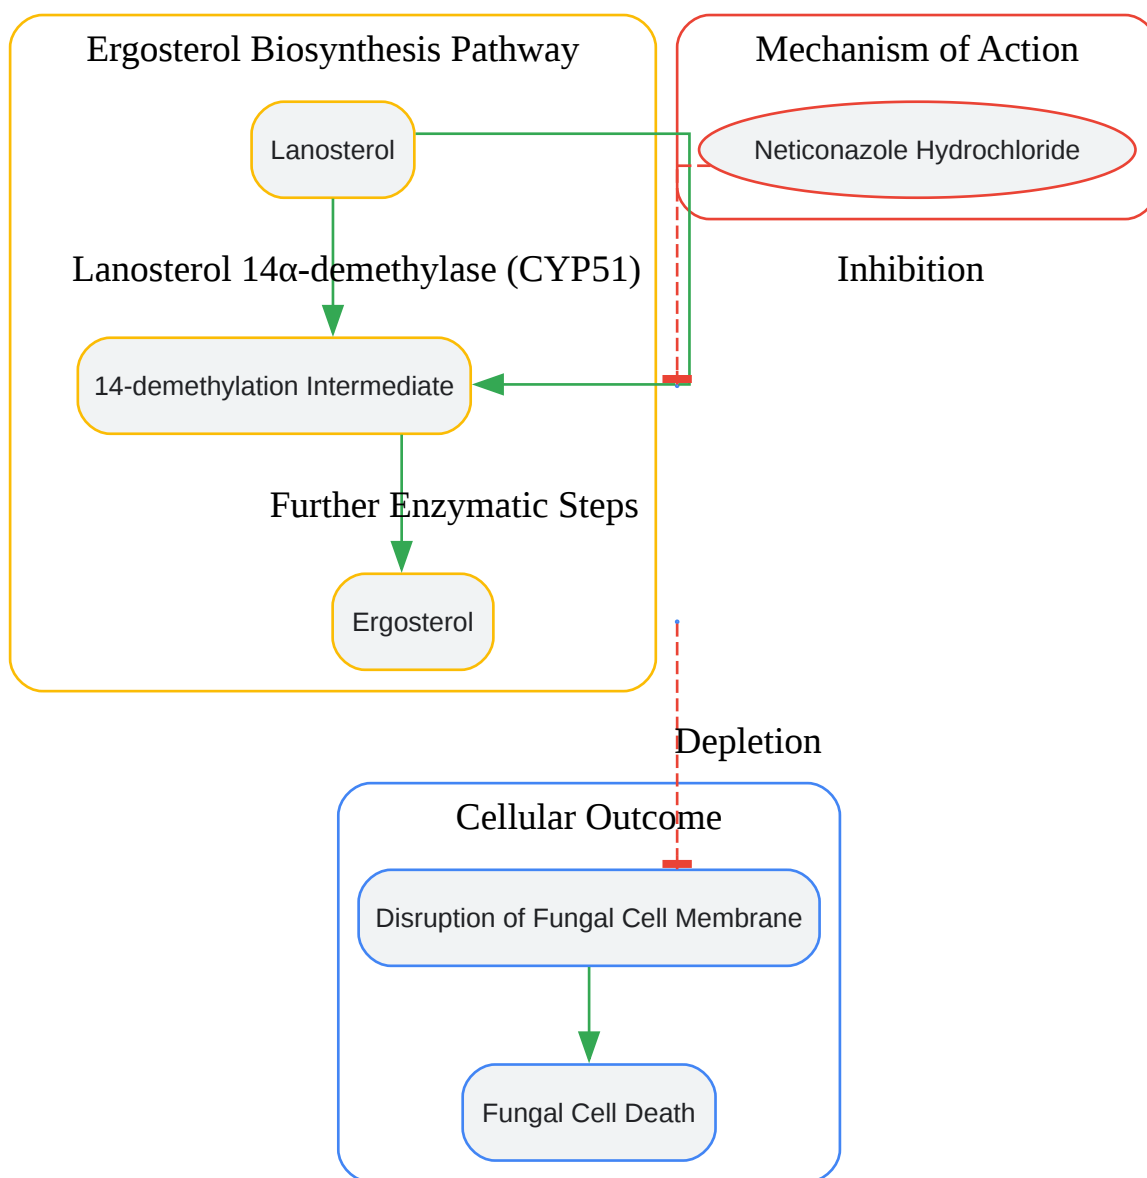 Ergosterol Biosynthesis Pathway
Mechanism of Action
Lanosterol
Neticonazole Hydrochloride
Lanosterol 14α-demethylase (CYP51)
Inhibition
14-demethylation Intermediate
Further Enzymatic Steps
Ergosterol
Depletion
Cellular Outcome
Disruption of Fungal Cell Membrane
Fungal Cell Death